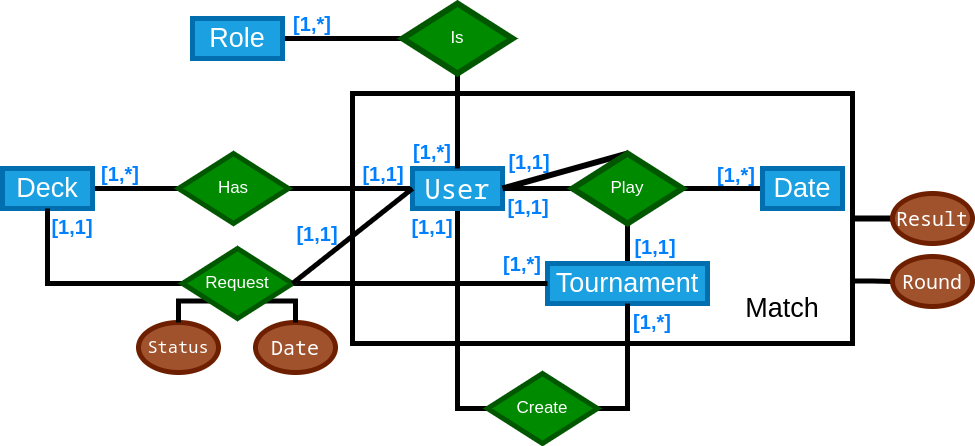 [1,*]
Role
Is
[1,*]
[1,1]
[1,*]
[1,1]
[1,*]
Deck
Has
User
Play
Date
[1,1]
[1,1]
[1,1]
[1,1]
Result
[1,1]
[1,*]
Request
Tournament
Round
Match
[1,*]
Status
Date
Create